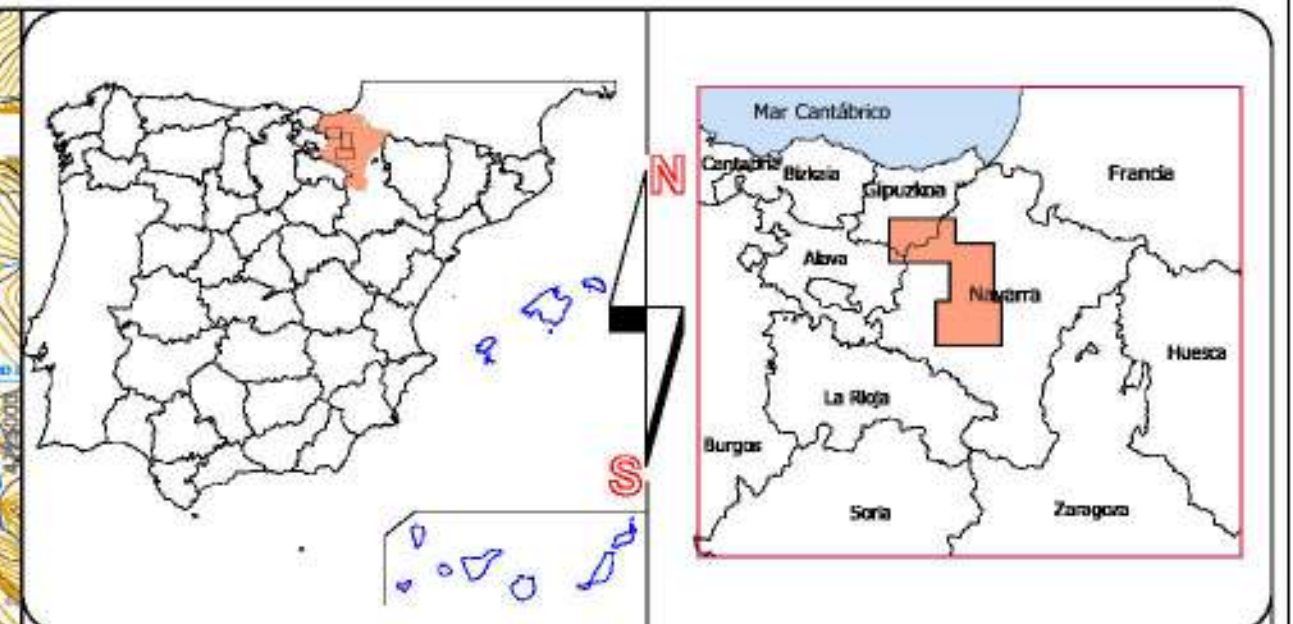 N
S
Mar Cantábrico
Cantabria
Bizkaia
Gipuzkoa
Francia
Alava
Navarra
Huesca
La Rioja
Burgos
Soria
Zaragoza